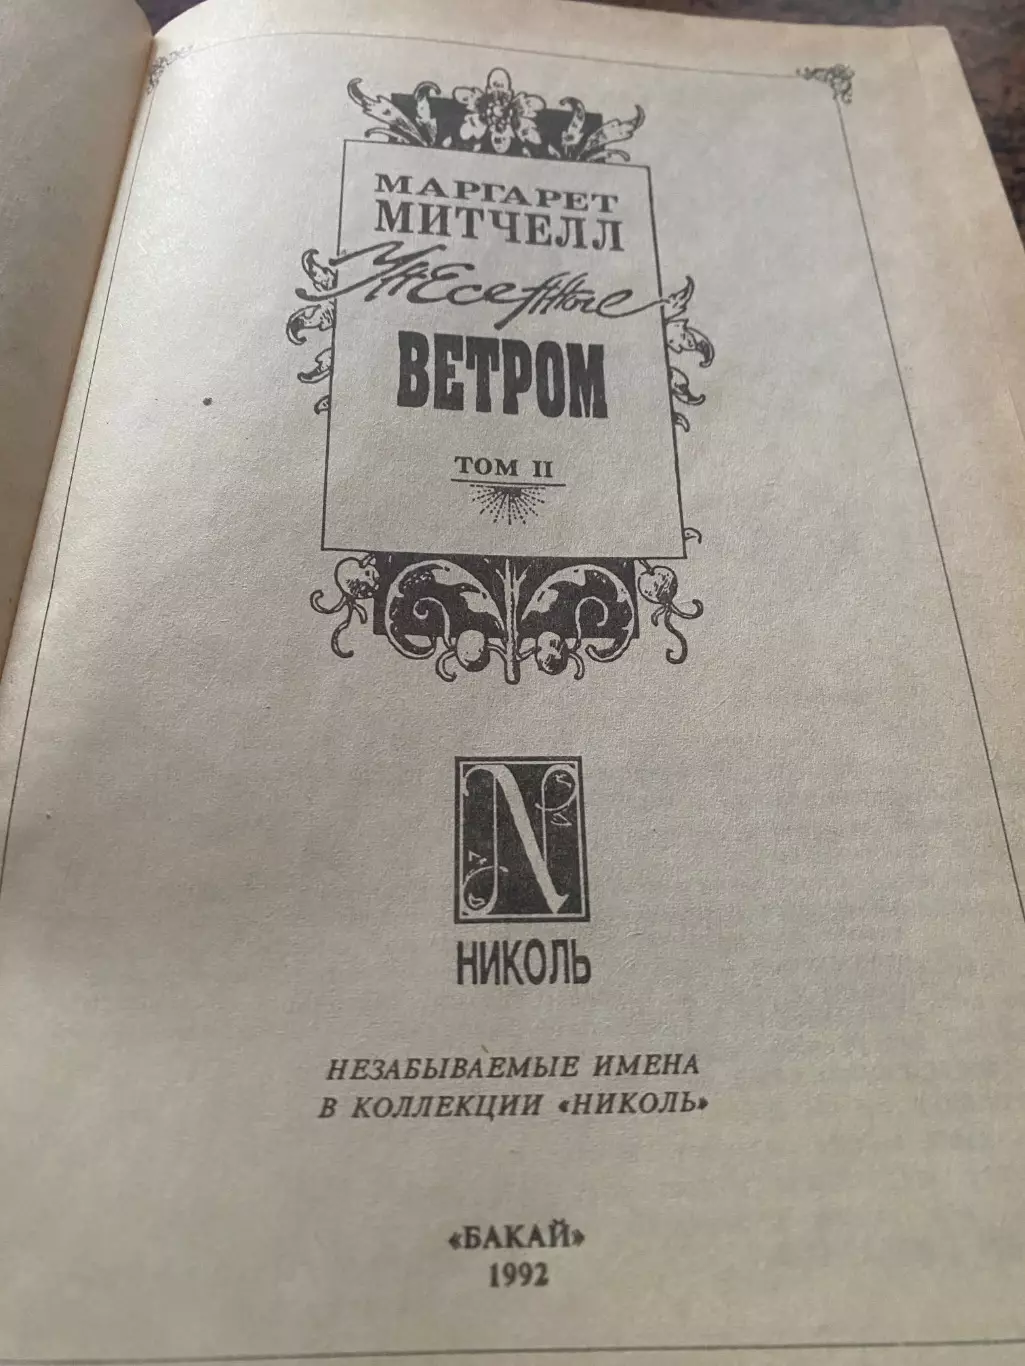 МАРГАРЕТ
МИТЧЕЛЛ
Унесенные
ВЕТРОМ
ТОМ II
N
НИКОЛЬ
НЕЗАБЫВАЕМЫЕ ИМЕНА
В КОЛЛЕКЦИИ «НИКОЛЬ»
«БАКАЙ»
1992